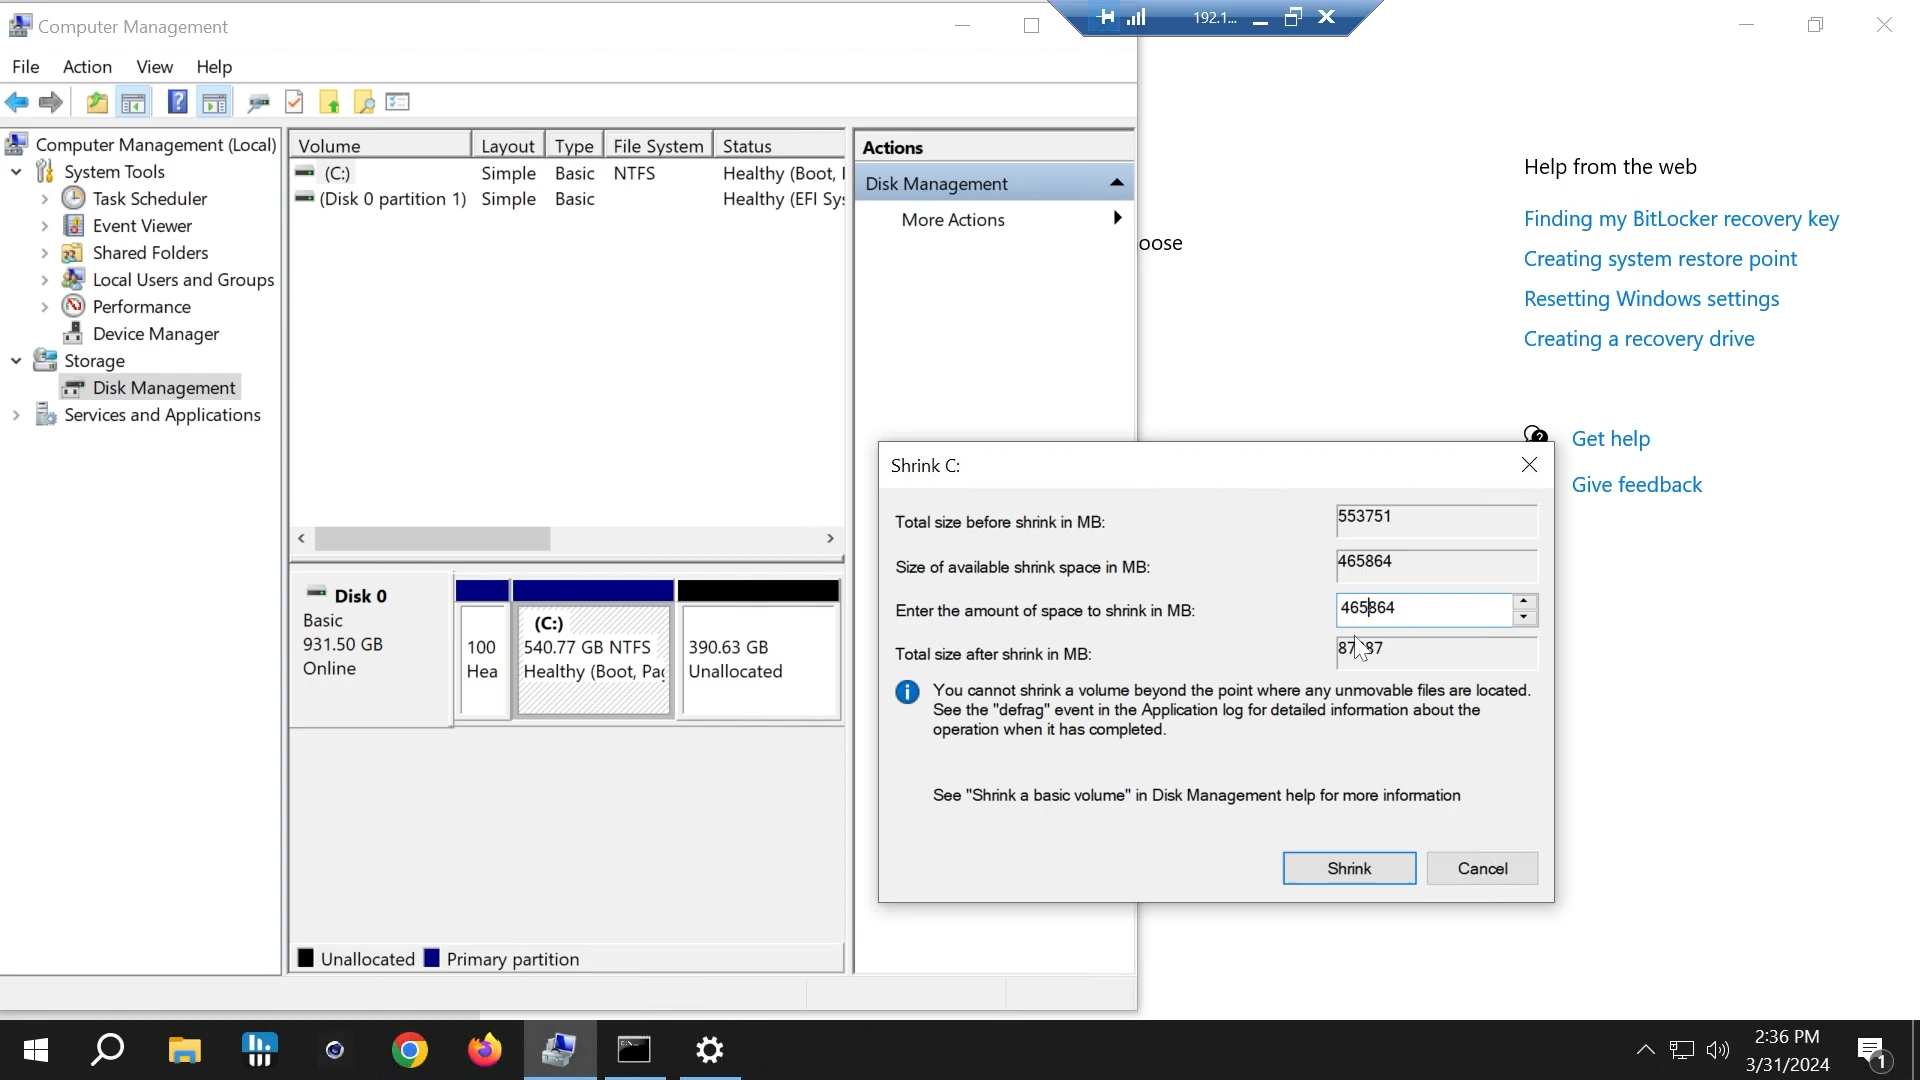 Computer Management
192.1...
File Action View Help
Computer Management (Local)
System Tools
Task Scheduler
Event Viewer
Shared Folders
Local Users and Groups
Performance
Device Manager
Storage
Disk Management
Services and Applications
Volume Layout Type File System Status
(C:) Simple Basic NTFS Healthy (Boot,
(Disk 0 partition 1) Simple Basic Healthy (EFI Sy
Disk 0
Basic
931.50 GB
Online
100
Hea
(C:)
540.77 GB NTFS
Healthy (Boot, Pag
390.63 GB
Unallocated
Unallocated Primary partition
Actions
Disk Management
More Actions
oose
Help from the web
Finding my BitLocker recovery key
Creating system restore point
Resetting Windows settings
Creating a recovery drive
Get help
Give feedback
Shrink C:
Total size before shrink in MB: 553751
Size of available shrink space in MB: 465864
Enter the amount of space to shrink in MB: 465864
Total size after shrink in MB:
You cannot shrink a volume beyond the point where any unmovable files are located.
See the "defrag" event in the Application log for detailed information about the
operation when it has completed.
See "Shrink a basic volume" in Disk Management help for more information
Shrink Cancel
2:36 PM
3/31/2024
1